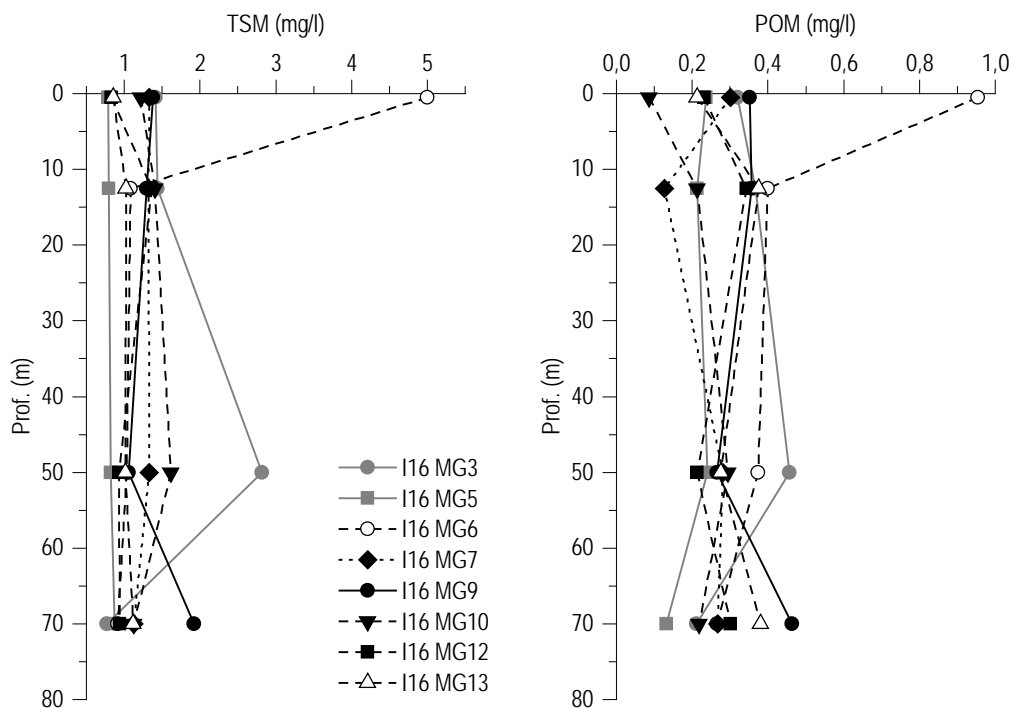 TSM (mg/l)
1 2 3 4 5
0
10
20
30
40
50
60
70
80
Prof. (m)
I16 MG3
I16 MG5
I16 MG6
I16 MG7
I16 MG9
I16 MG10
I16 MG12
I16 MG13
POM (mg/l)
0,0 0,2 0,4 0,6 0,8 1,0
0
10
20
30
40
50
60
70
80
Prof. (m)